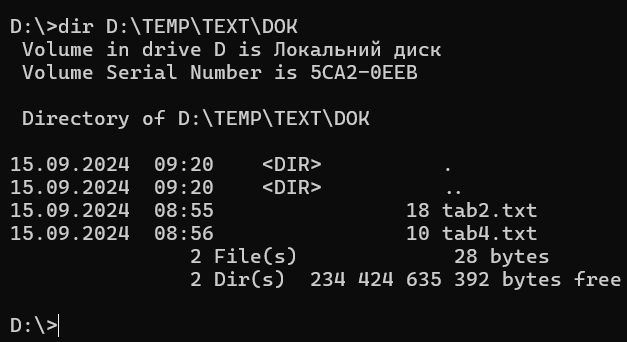 D:\>dir D:\TEMP\TEXT\DOK
 Volume in drive D is Локальний диск
 Volume Serial Number is 5CA2-0EEB

 Directory of D:\TEMP\TEXT\DOK

15.09.2024  09:20    <DIR>          .
15.09.2024  09:20    <DIR>          ..
15.09.2024  08:55                18 tab2.txt
15.09.2024  08:56                10 tab4.txt
               2 File(s)             28 bytes
               2 Dir(s)  234 424 635 392 bytes free

D:\>